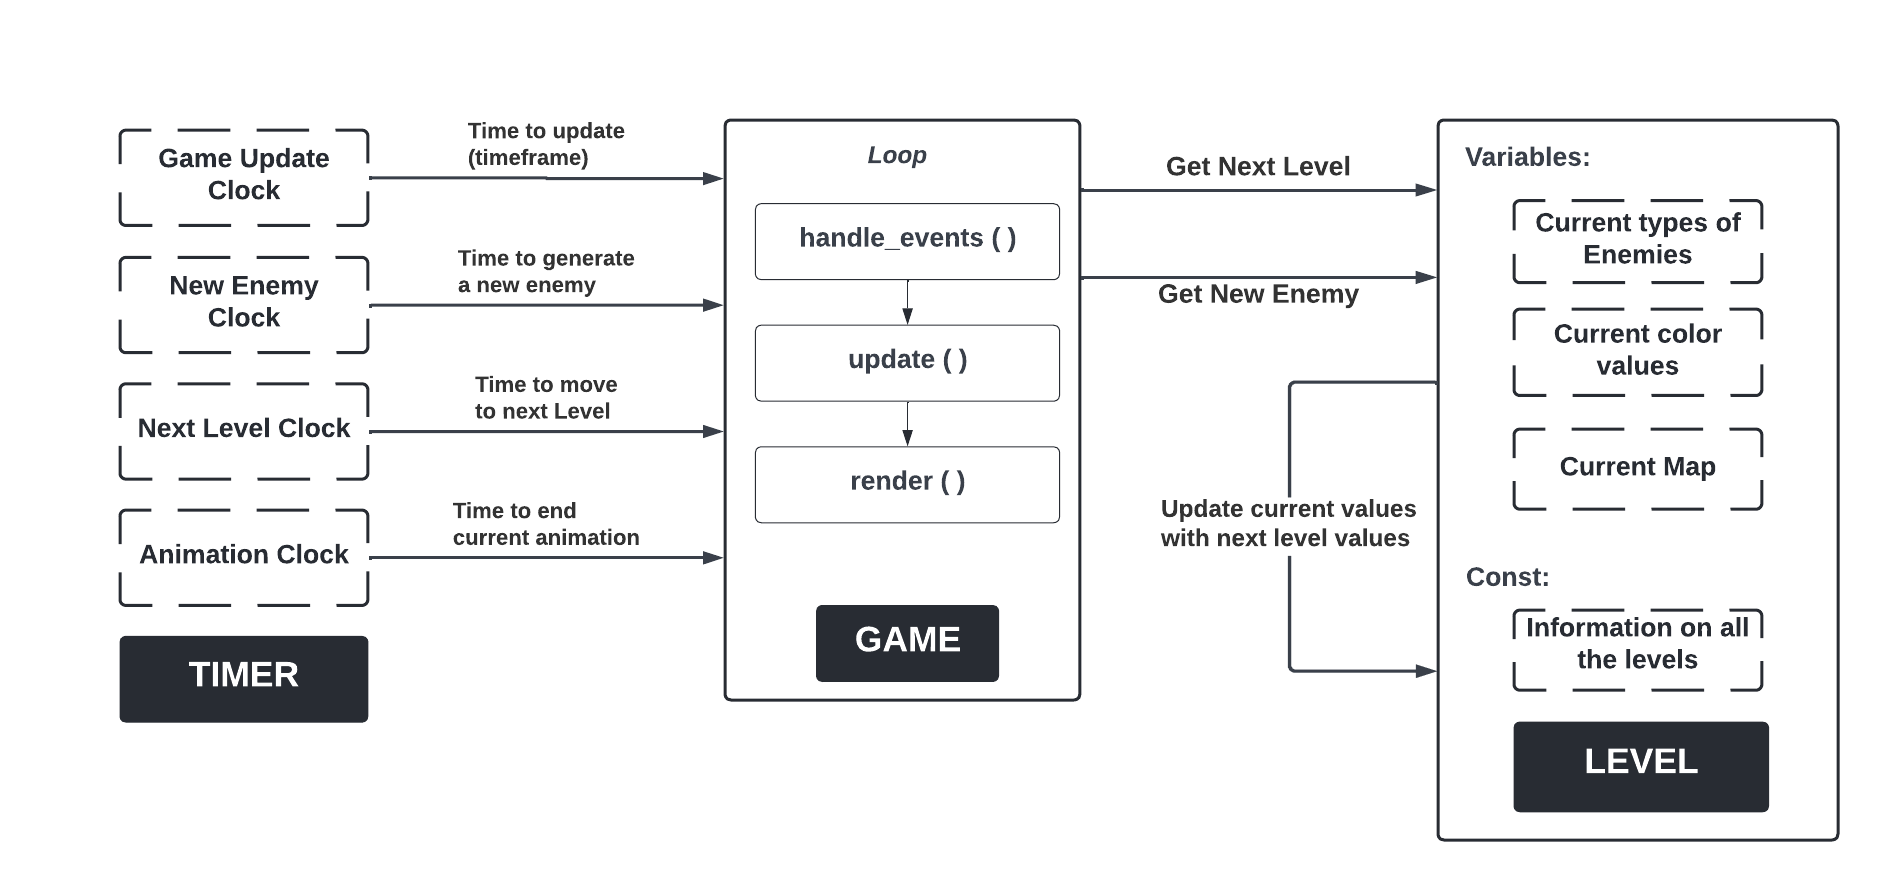 Game Update
Clock
New Enemy
Clock
Next Level Clock
Animation Clock
TIMER
Time to update
(timeframe)
Time to generate
a new enemy
Time to move
to next Level
Time to end
current animation
Loop
handle_events ( )
update ( )
render ( )
GAME
Get Next Level
Get New Enemy
Update current values
with next level values
Variables:
Current types of
Enemies
Current color
values
Current Map
Const:
Information on all
the levels
LEVEL